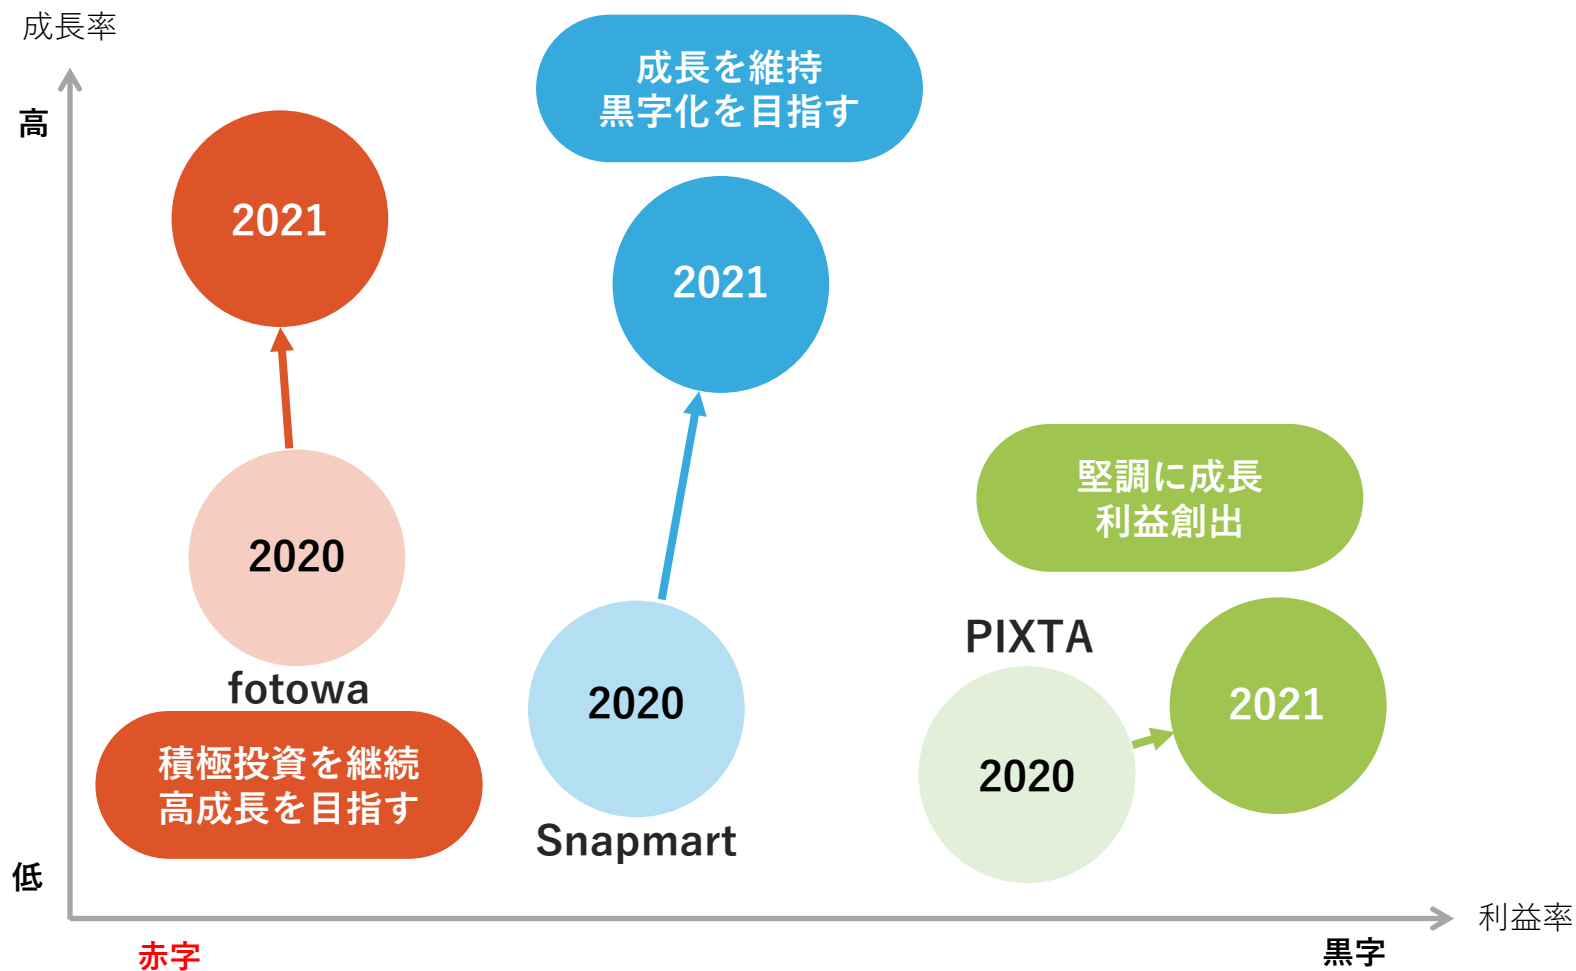 成長率
高
成長を維持
黒字化を目指す
2021
2021
堅調に成長
利益創出
2020
fotowa
PIXTA
2020
2021
2020
積極投資を継続
高成長を目指す
Snapmart
低
利益率
赤字
黒字